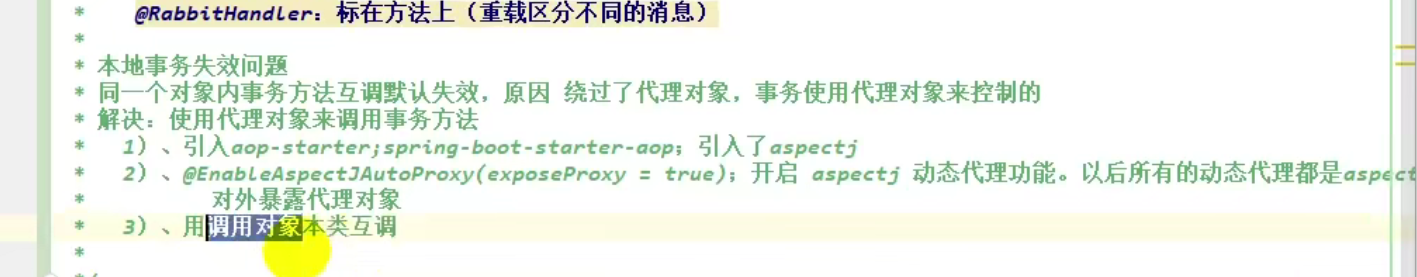 * @RabbitHandler：标在方法上（重载区分不同的消息）
*
* 本地事务失效问题
* 同一个对象内事务方法互调默认失效，原因 绕过了代理对象，事务使用代理对象来控制的
* 解决：使用代理对象来调用事务方法
* 1）、引入aop-starter;spring-boot-starter-aop；引入了aspectj
* 2）、@EnableAspectJAutoProxy(exposeProxy = true)；开启 aspectj 动态代理功能。以后所有的动态代理都是aspect
* 对外暴露代理对象
* 3）、用调用对象本类互调
*